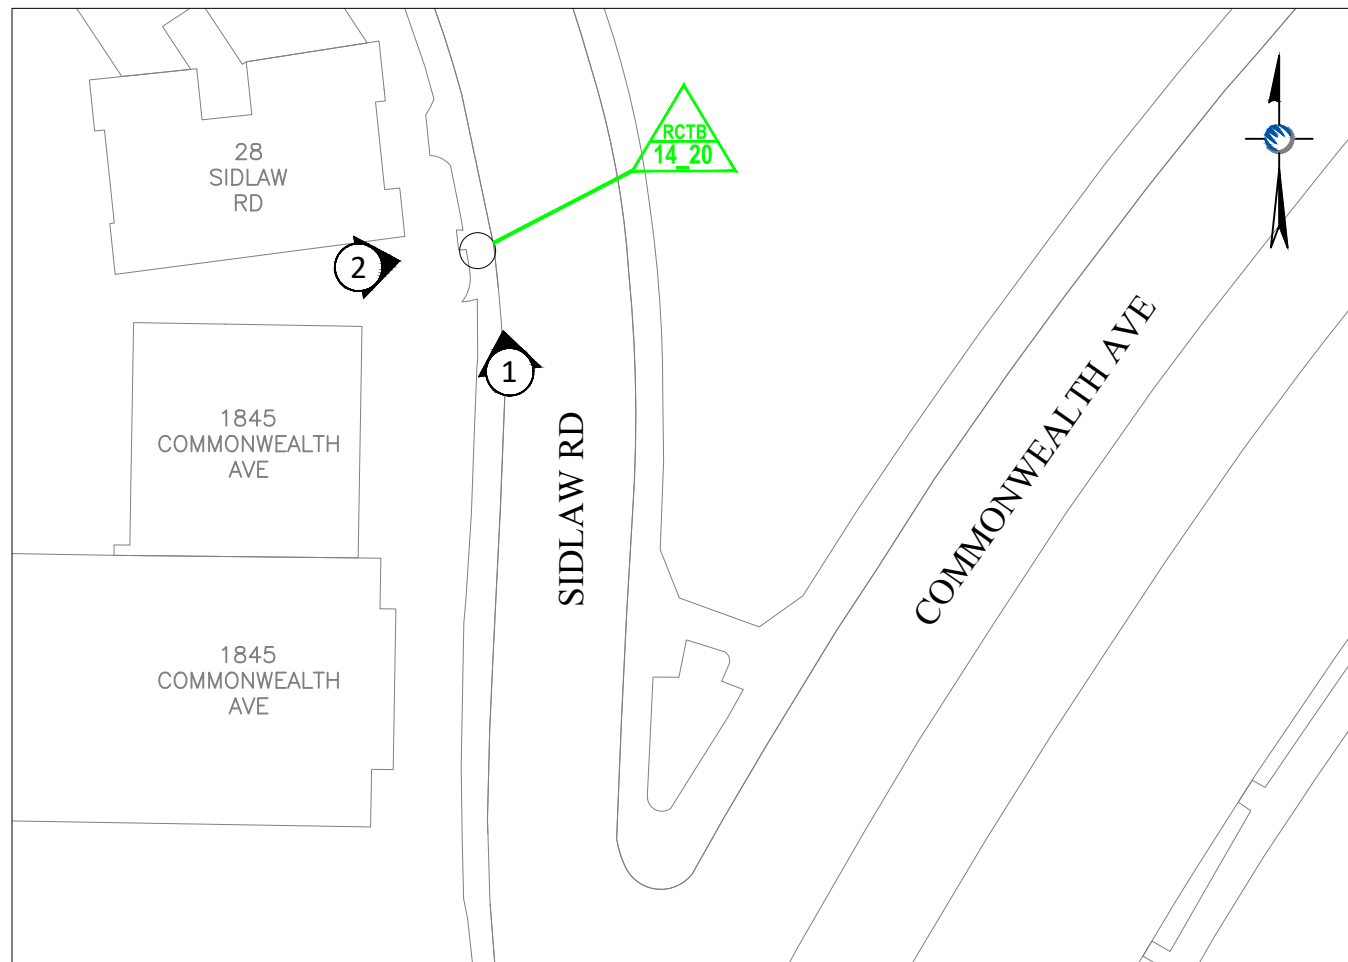 28
SIDLAW
RD
RCTB
14_20
2
1
1845
COMMONWEALTH
AVE
SIDLAW RD
COMMONWEALTH AVE
1845
COMMONWEALTH
AVE